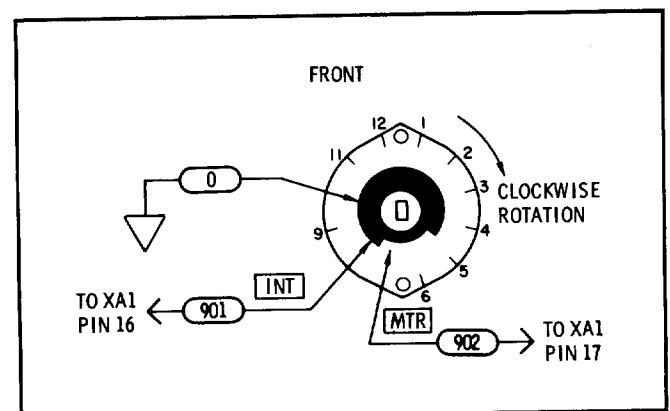 FRONT
12
1
11
2
0
3
CLOCKWISE
ROTATION
9
4
5
INT
6
TO XA1
PIN 16
901
MTR
902
TO XA1
PIN 17